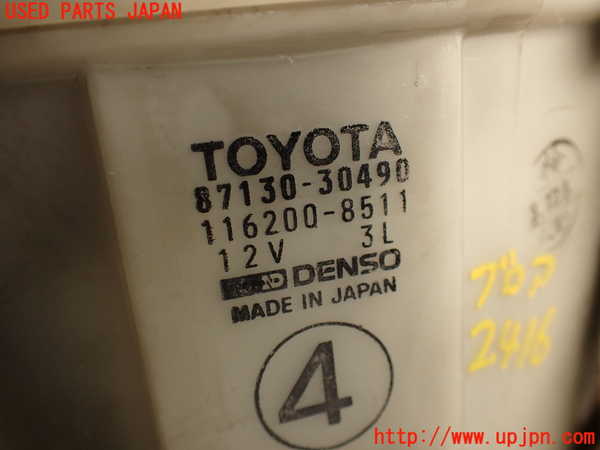 USED PARTS JAPAN
TOYOTA
87130-30490
116200-8511
12V 3L
ND DENSO
MADE IN JAPAN
4
ブロア
2416
http://www.upjpn.com/